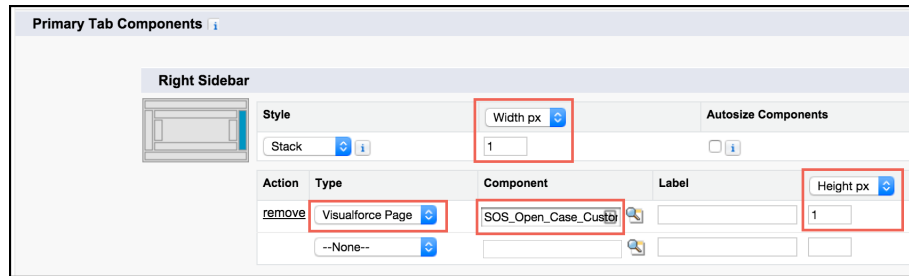 Primary Tab Components i
Right Sidebar
Style Width px Autosize Components
Stack i 1 i
Action Type Component Label Height px
remove Visualforce Page SOS_Open_Case_Custor 1
--None--